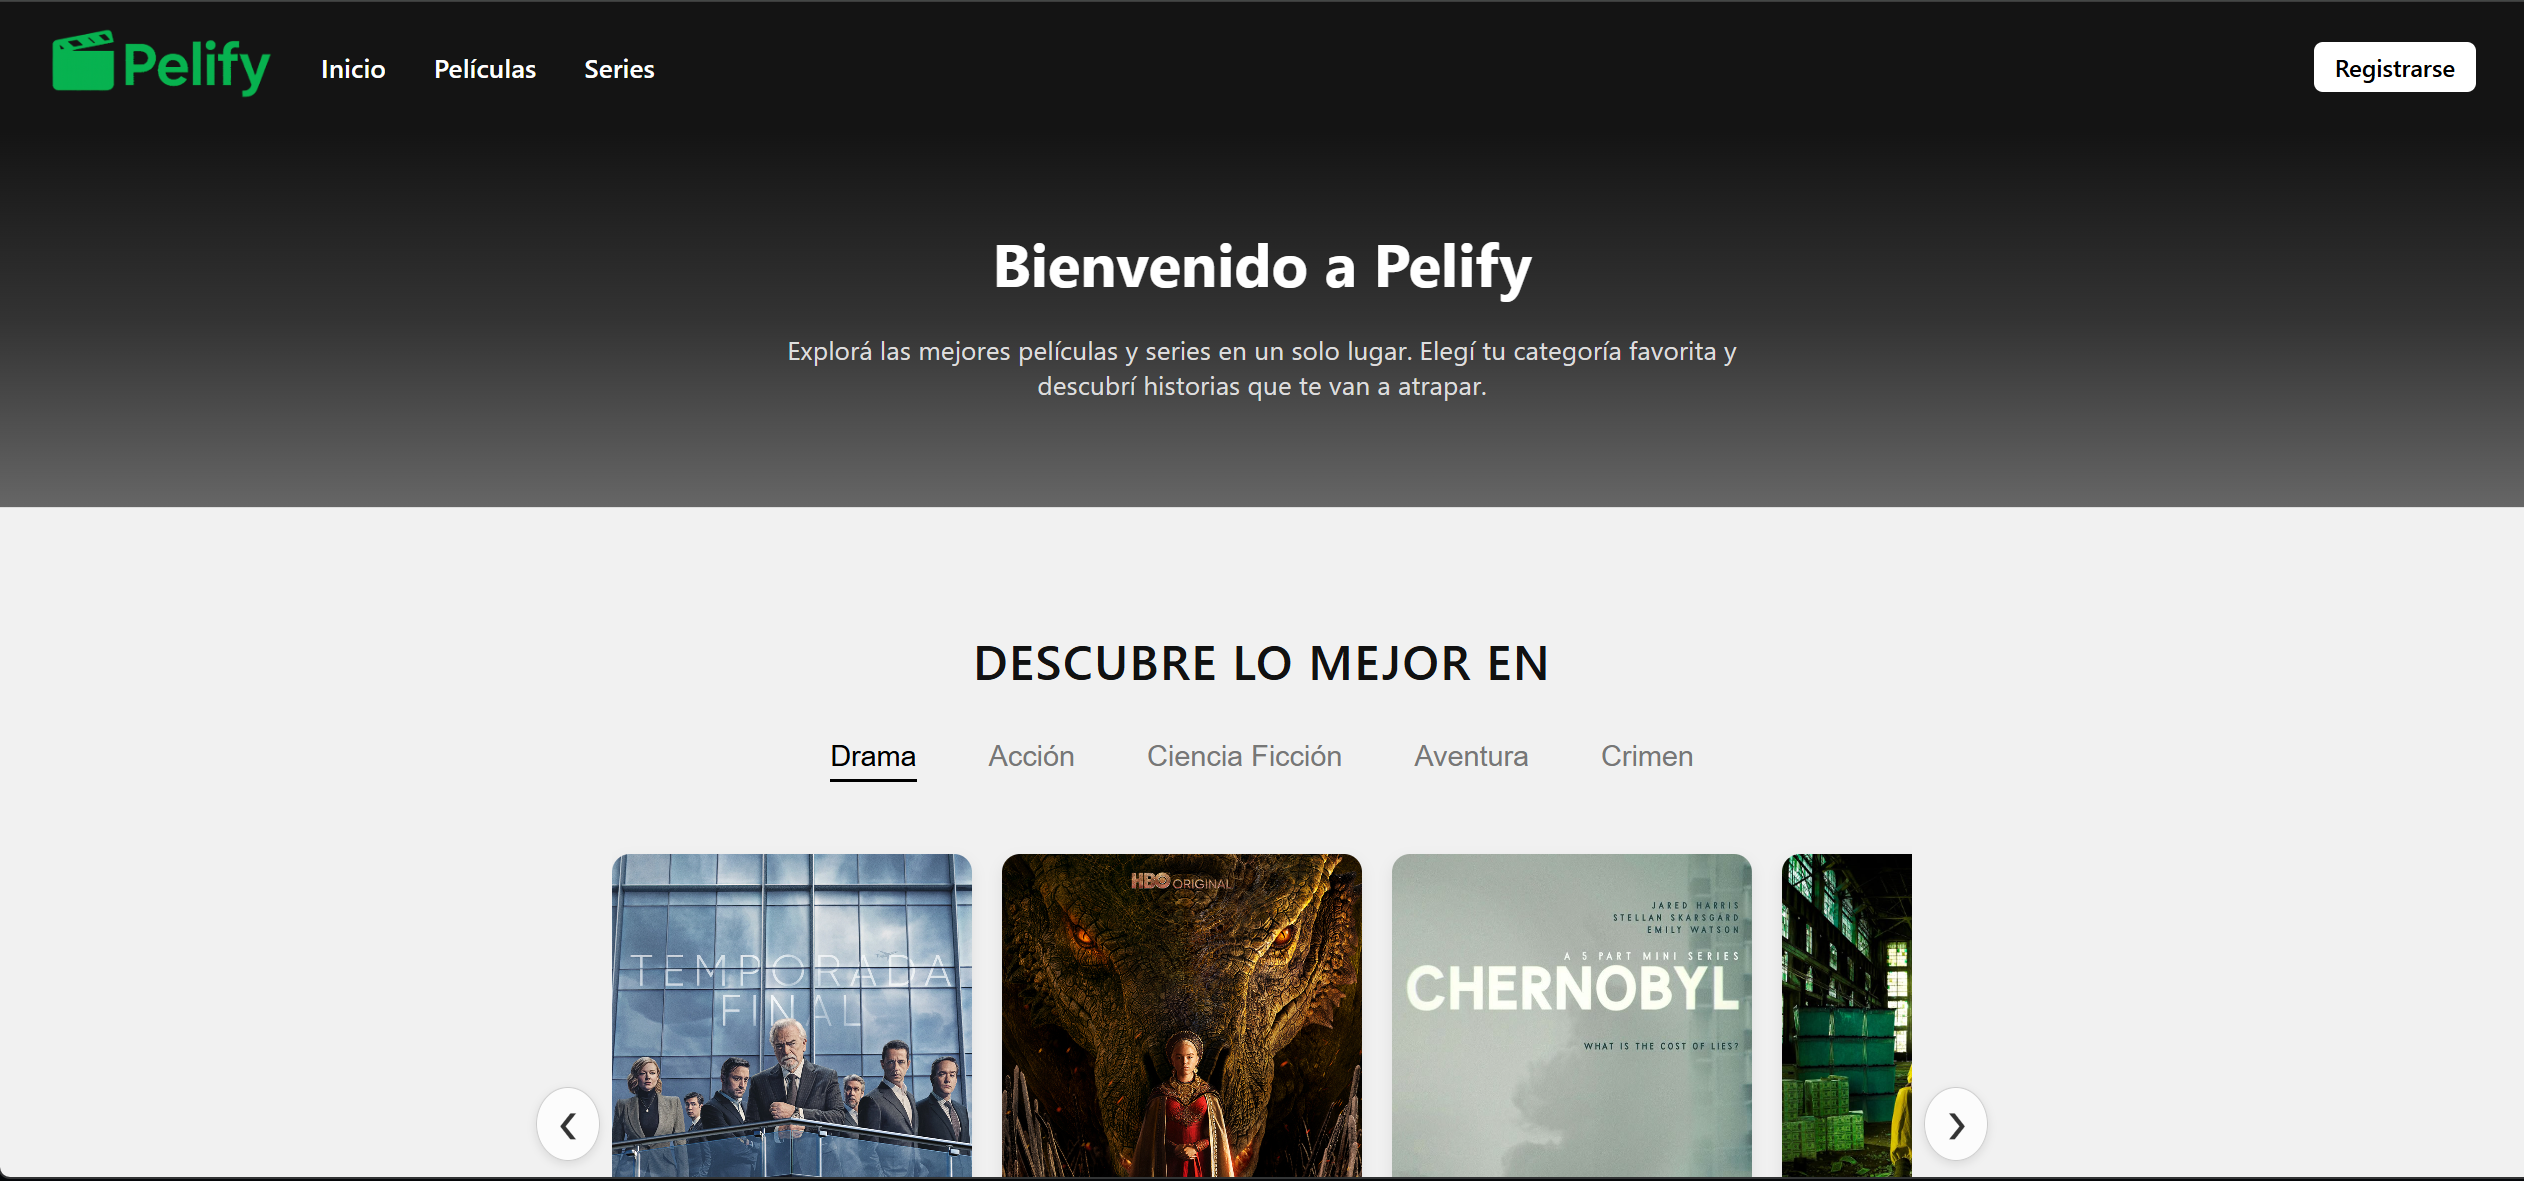 Pelify
Inicio
Películas
Series
Registrarse
Bienvenido a Pelify
Explorá las mejores películas y series en un solo lugar. Elegí tu categoría favorita y
descubrí historias que te van a atrapar.
DESCUBRE LO MEJOR EN
Drama
Acción
Ciencia Ficción
Aventura
Crimen
TEMPORADA
FINAL
HBO ORIGINAL
JARED HARRIS
STELLAN SKARSGÅRD
EMILY WATSON
A 5 PART MINI SERIES
CHERNOBYL
WHAT IS THE COST OF LIES?